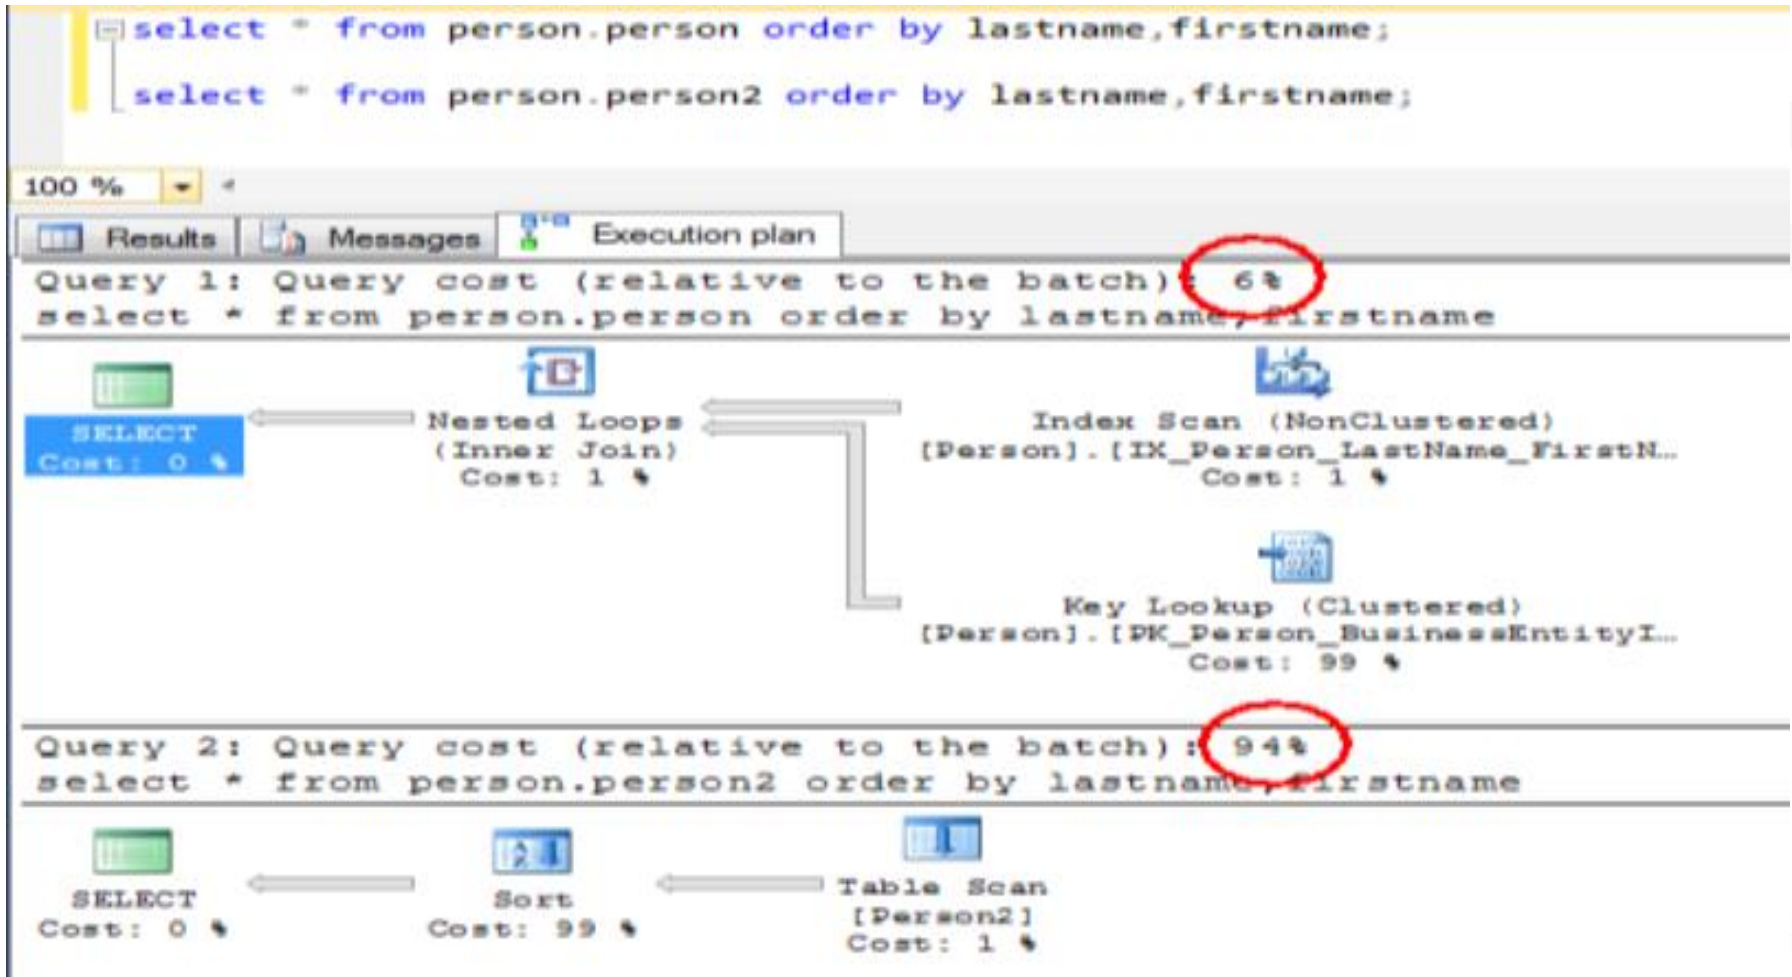 select * from person.person order by lastname,firstname;
select * from person.person2 order by lastname,firstname;
100 %
Results Messages Execution plan
Query 1: Query cost (relative to the batch): 6%
select * from person.person order by lastname,firstname
SELECT
Cost: 0 %
Nested Loops
(Inner Join)
Cost: 1 %
Index Scan (NonClustered)
[Person].[IX_Person_LastName_FirstN…
Cost: 1 %
Key Lookup (Clustered)
[Person].[PK_Person_BusinessEntityI…
Cost: 99 %
Query 2: Query cost (relative to the batch): 94%
select * from person.person2 order by lastname,firstname
SELECT
Cost: 0 %
Sort
Cost: 99 %
Table Scan
[Person2]
Cost: 1 %